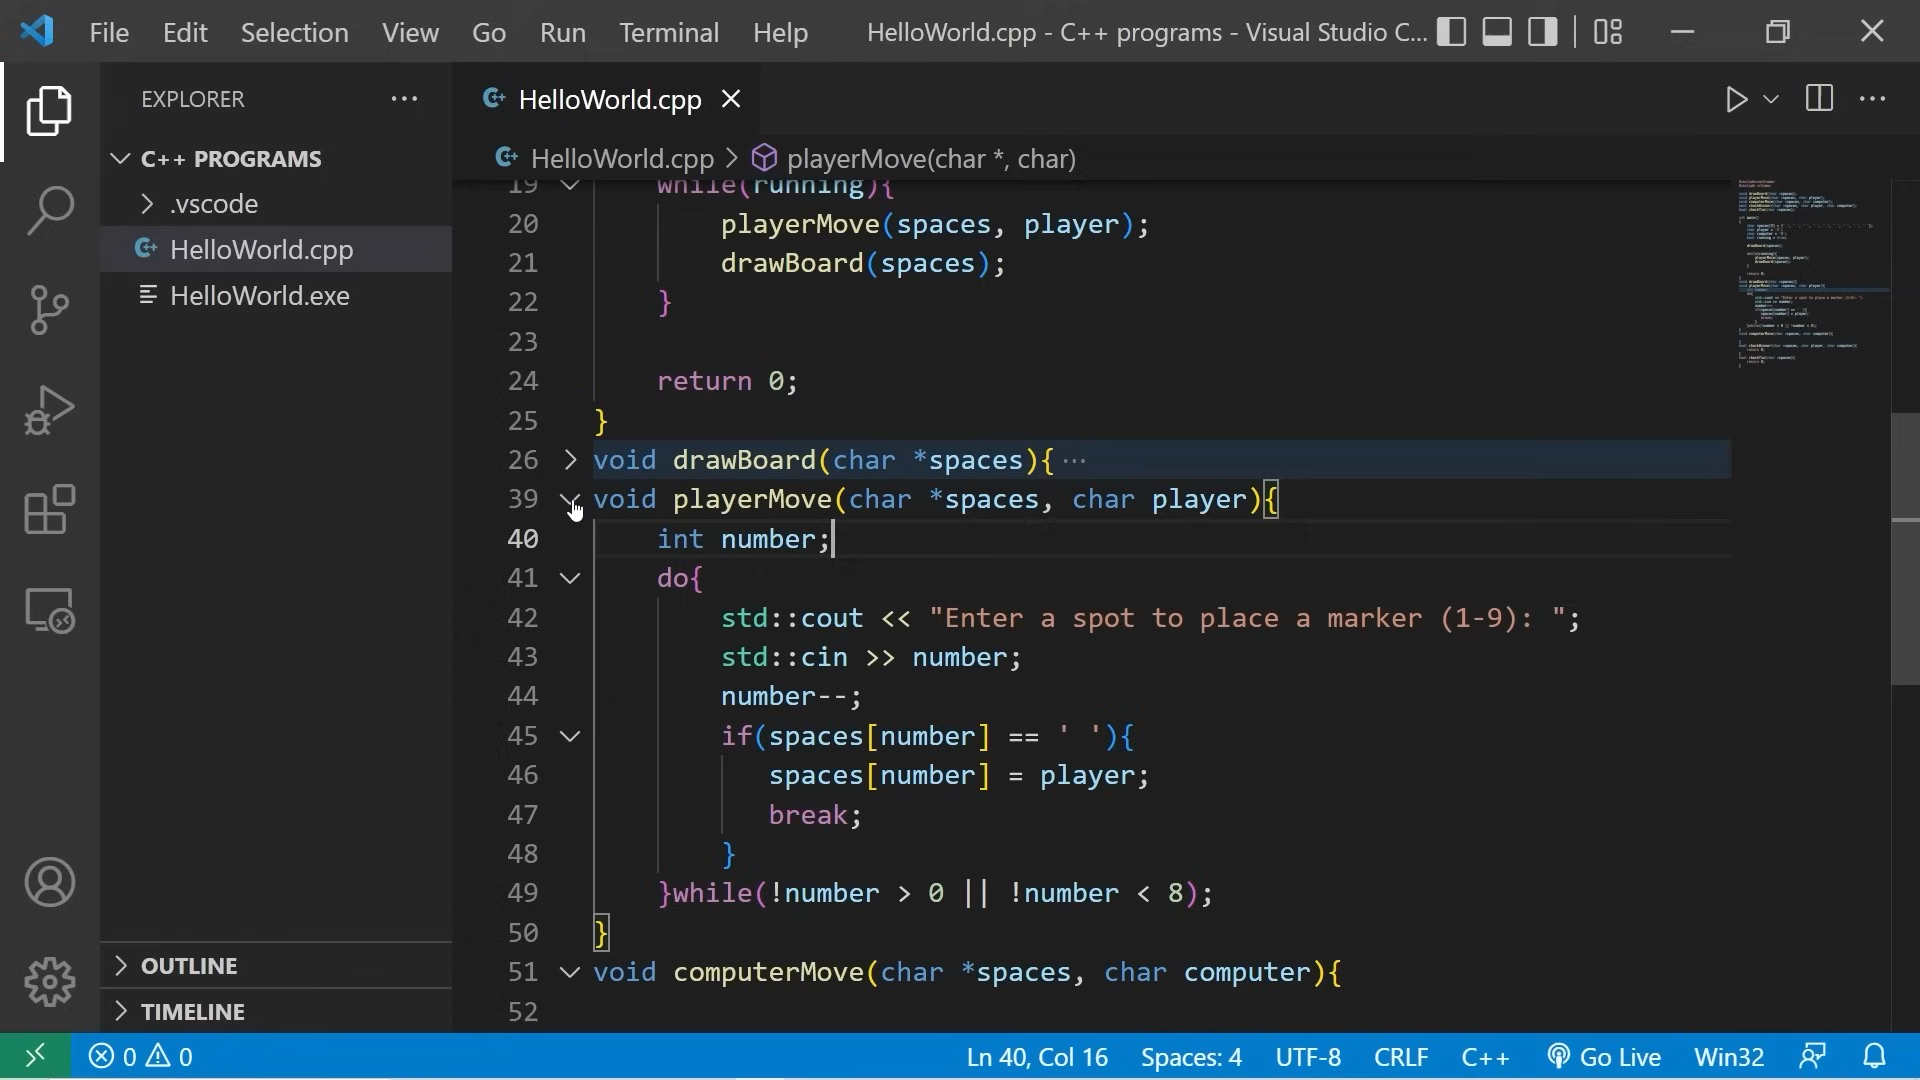 File Edit Selection View Go Run Terminal Help HelloWorld.cpp - C++ programs - Visual Studio C...
EXPLORER
C++ PROGRAMS
.vscode
HelloWorld.cpp
HelloWorld.exe
OUTLINE
TIMELINE
HelloWorld.cpp
HelloWorld.cpp > playerMove(char *, char)
19 while(running){
20 playerMove(spaces, player);
21 drawBoard(spaces);
22 }
23
24 return 0;
25 }
26 void drawBoard(char *spaces){ ...
39 void playerMove(char *spaces, char player){
40 int number;
41 do{
42 std::cout << "Enter a spot to place a marker (1-9): ";
43 std::cin >> number;
44 number--;
45 if(spaces[number] == ' '){
46 spaces[number] = player;
47 break;
48 }
49 }while(!number > 0 || !number < 8);
50 }
51 void computerMove(char *spaces, char computer){
52
0 0 Ln 40, Col 16 Spaces: 4 UTF-8 CRLF C++ Go Live Win32